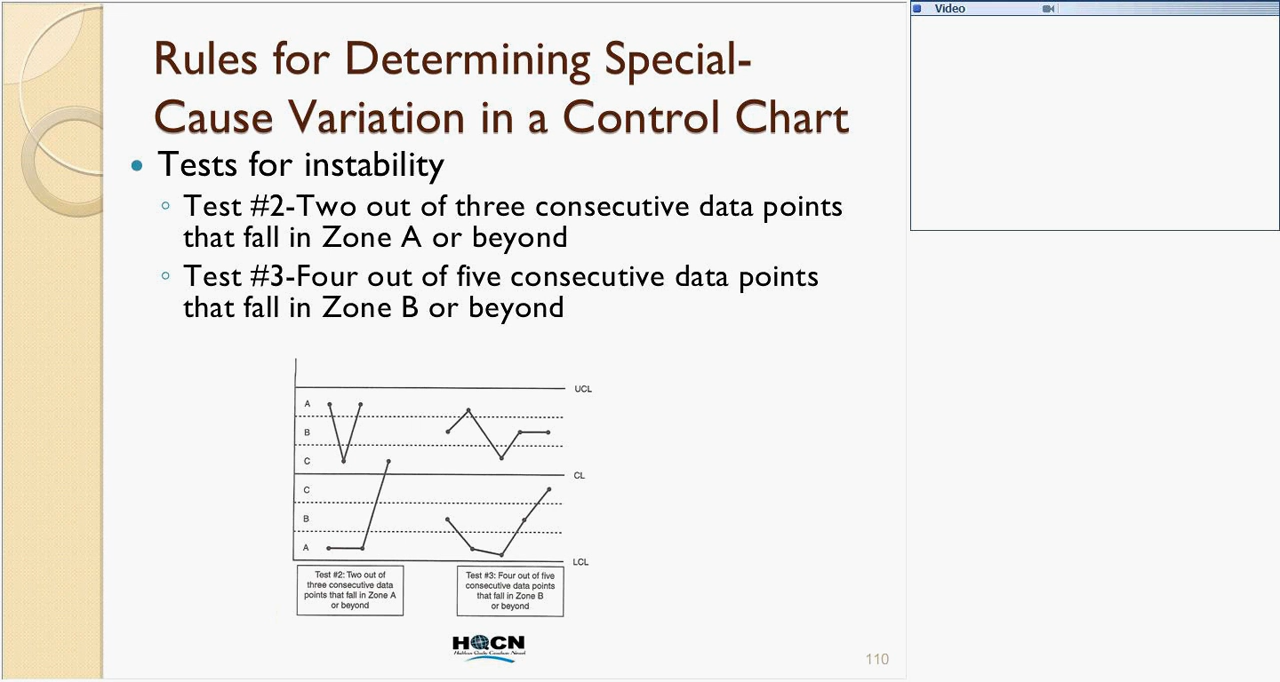 Video
Rules for Determining Special-
Cause Variation in a Control Chart
Tests for instability
Test #2-Two out of three consecutive data points
that fall in Zone A or beyond
Test #3-Four out of five consecutive data points
that fall in Zone B or beyond
UCL
A
B
C
CL
C
B
A
LCL
Test #2: Two out of
three consecutive data
points that fall in Zone A
or beyond
Test #3: Four out of five
consecutive data points
that fall in Zone B
or beyond
HQCN
Healthcare Quality Consultants Network
110